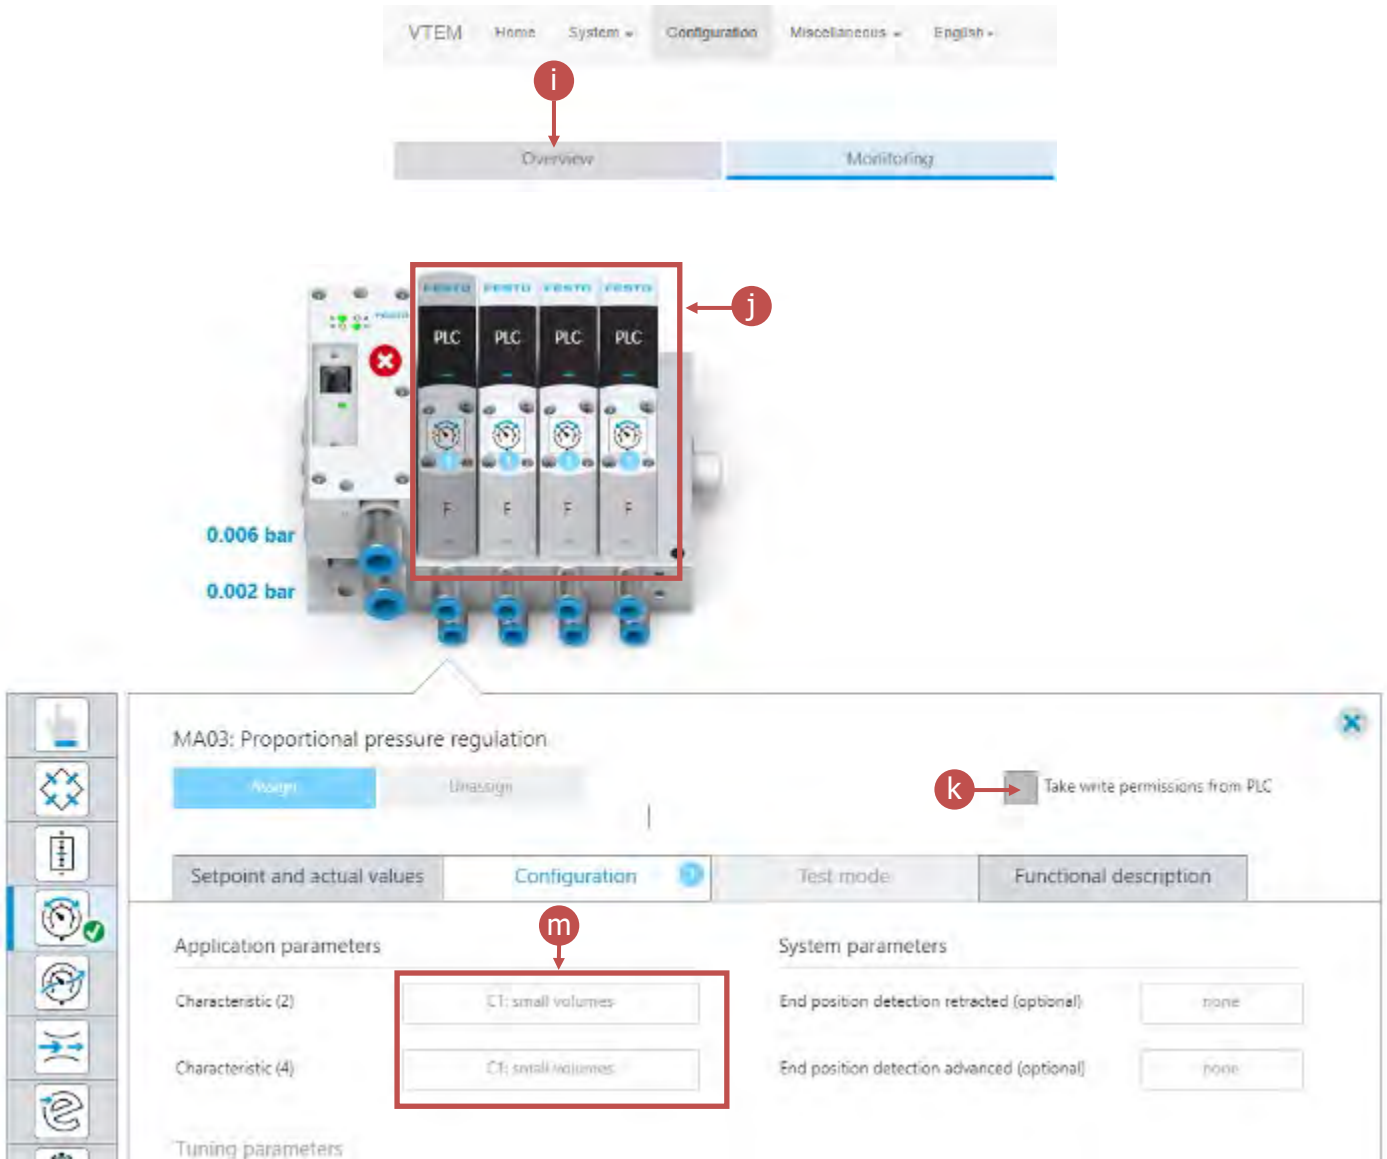 VTEM Home System Configuration Miscellaneous English
i
Overview Monitoring
FESTO FESTO FESTO FESTO
j
FESTO
PLC PLC PLC PLC
F F F F
0.006 bar
0.002 bar
MA03: Proportional pressure regulation
Assign Unassign
k
Take write permissions from PLC
Setpoint and actual values Configuration Test mode Functional description
m
Application parameters System parameters
Characteristic (2) C1: small volumes End position detection retracted (optional) none
Characteristic (4) C1: small volumes End position detection advanced (optional) none
Tuning parameters